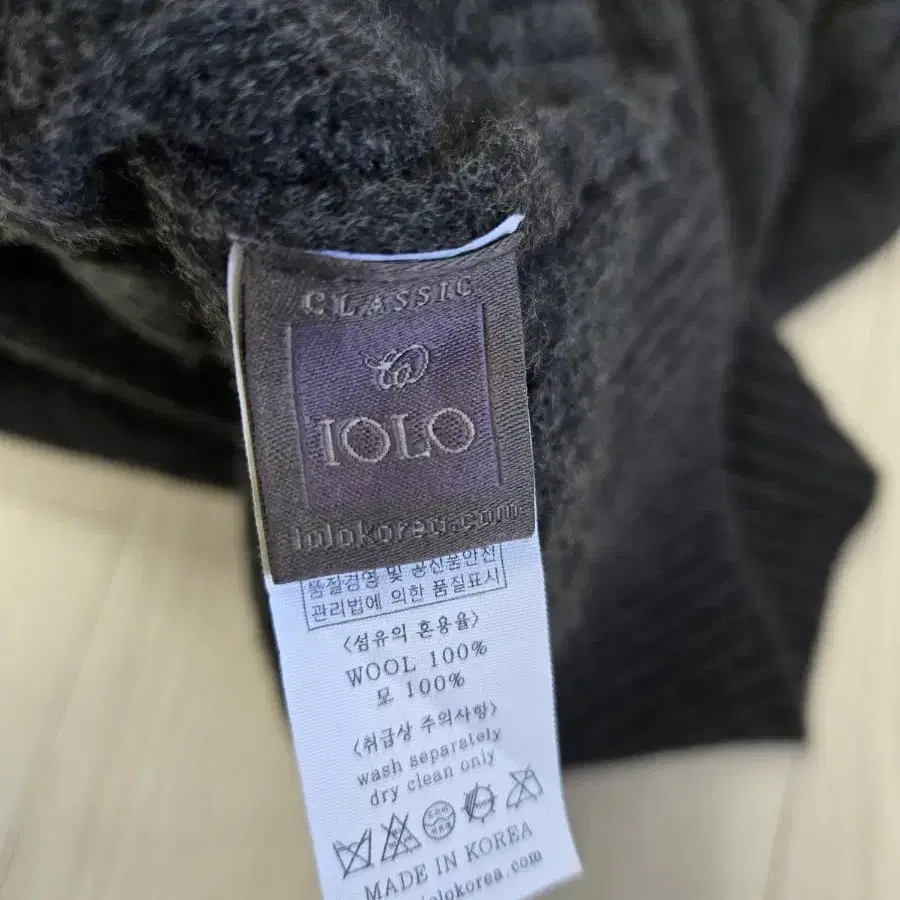 CLASSIC
IOLO
iolokorea.com
품질경영 및 공산품안전
관리법에 의한 품질표시
<섬유의 혼용율>
WOOL 100%
모 100%
<취급상 주의사항>
wash separately
dry clean only
MADE IN KOREA
iolokorea.com